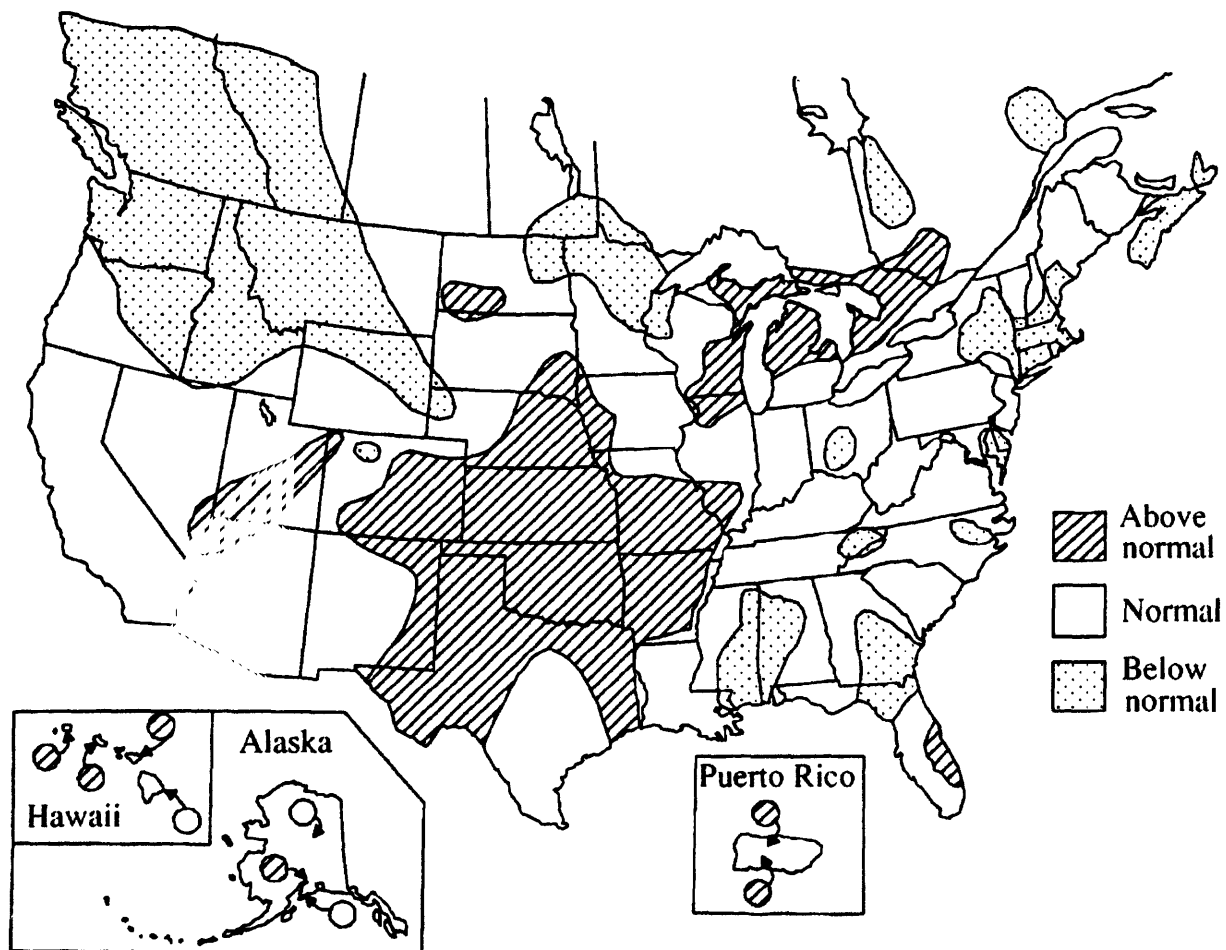 Above
normal
Normal
Below
normal
Alaska
Hawaii
Puerto Rico